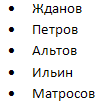 • Жданов
• Петров
• Альтов
• Ильин
• Матросов